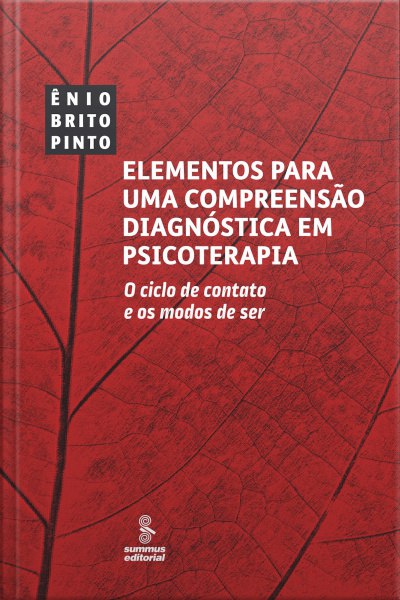 ÊNIO
BRITO
PINTO
ELEMENTOS PARA
UMA COMPREENSÃO
DIAGNÓSTICA EM
PSICOTERAPIA
O ciclo de contato
e os modos de ser
summus
editorial